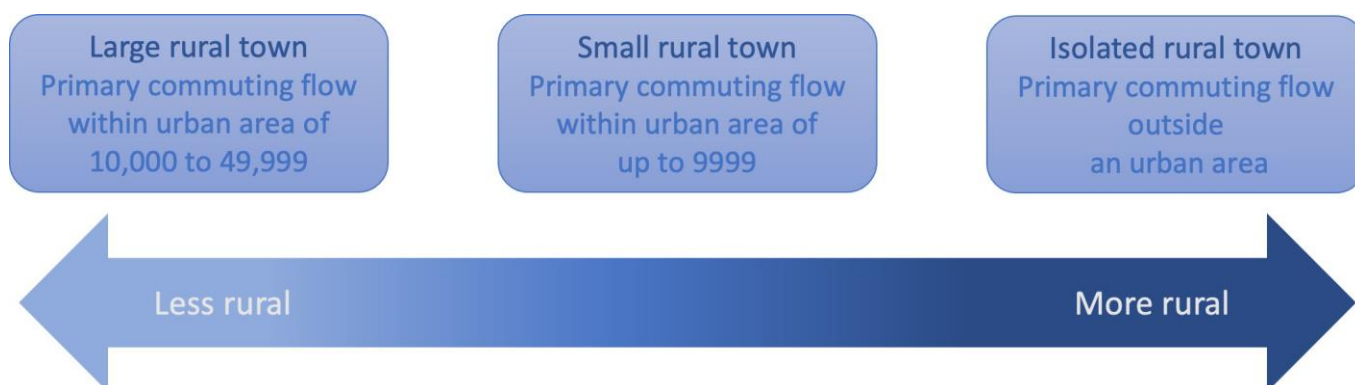 Large rural town
Primary commuting flow
within urban area of
10,000 to 49,999
Small rural town
Primary commuting flow
within urban area of
up to 9999
Isolated rural town
Primary commuting flow
outside
an urban area
Less rural
More rural